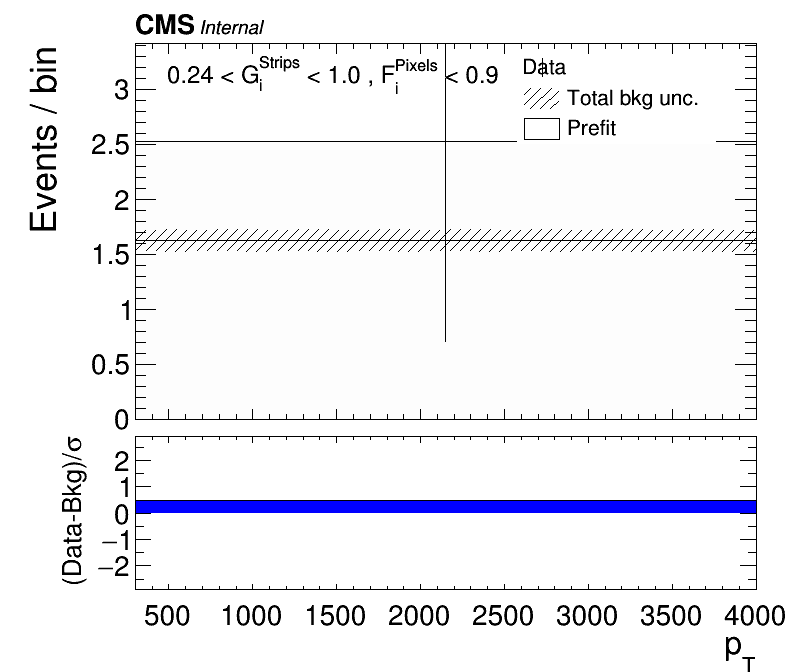 CMS Internal
0.24 < G_i^Strips < 1.0 , F_i^Pixels < 0.9
Data
Total bkg unc.
Prefit
Events / bin
3
2.5
2
1.5
1
0.5
0
(Data-Bkg)/σ
2
1
0
−1
−2
500 1000 1500 2000 2500 3000 3500 4000
p_T